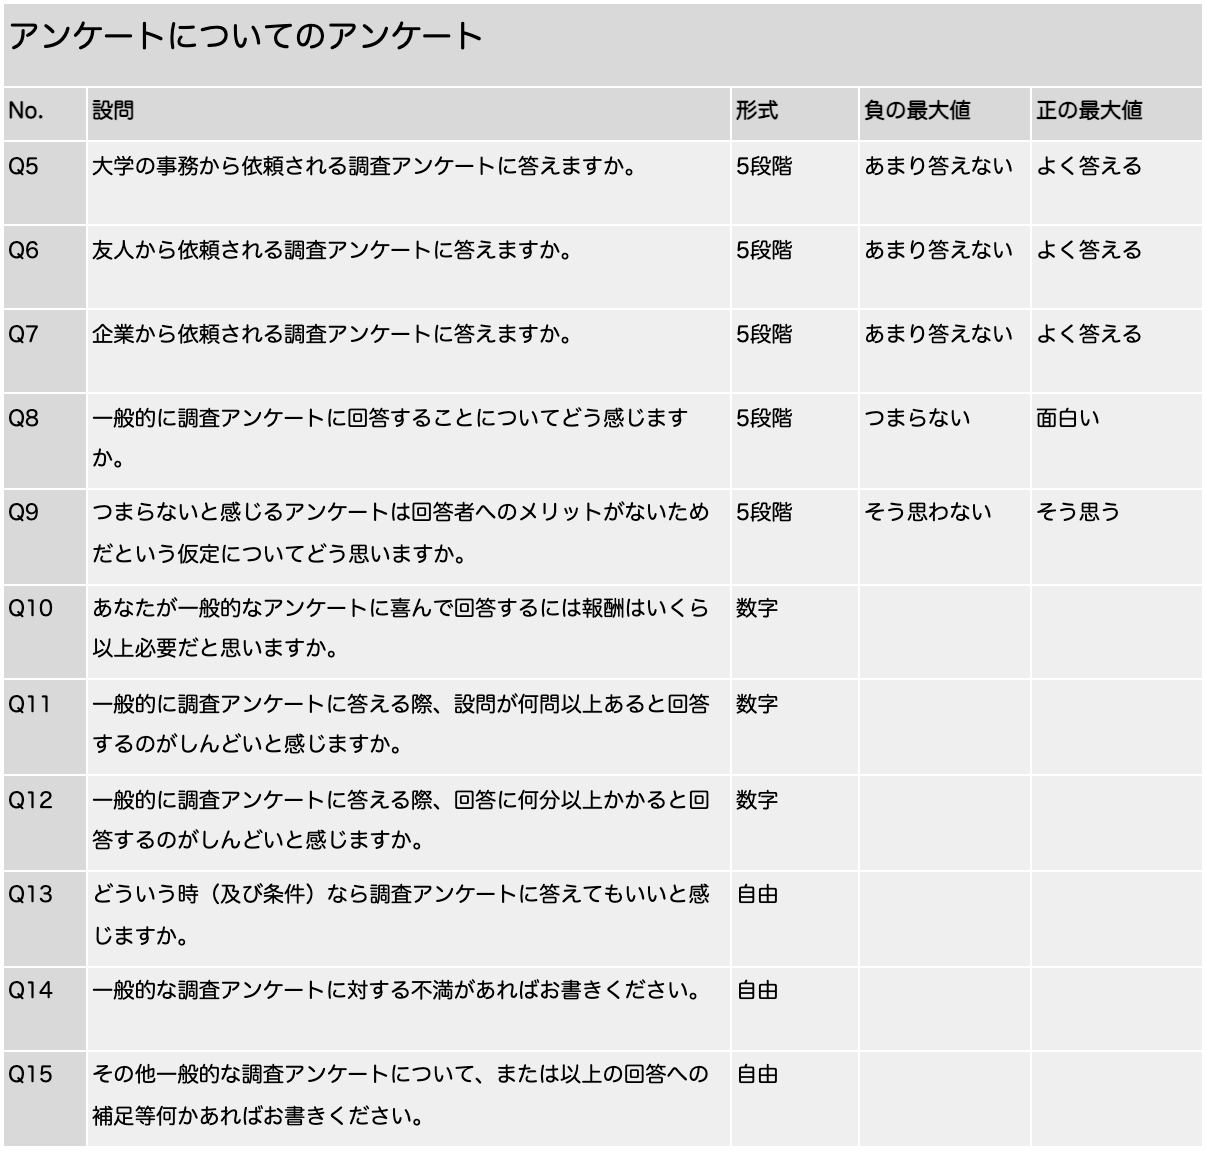 アンケートについてのアンケート
No. 設問 形式 負の最大値 正の最大値
Q5 大学の事務から依頼される調査アンケートに答えますか。 5段階 あまり答えない よく答える
Q6 友人から依頼される調査アンケートに答えますか。 5段階 あまり答えない よく答える
Q7 企業から依頼される調査アンケートに答えますか。 5段階 あまり答えない よく答える
Q8 一般的に調査アンケートに回答することについてどう感じます 5段階 つまらない 面白い
か。
Q9 つまらないと感じるアンケートは回答者へのメリットがないため 5段階 そう思わない そう思う
だという仮定についてどう思いますか。
Q10 あなたが一般的なアンケートに喜んで回答するには報酬はいくら 数字
以上必要だと思いますか。
Q11 一般的に調査アンケートに答える際、設問が何問以上あると回答 数字
するのがしんどいと感じますか。
Q12 一般的に調査アンケートに答える際、回答に何分以上かかると回 数字
答するのがしんどいと感じますか。
Q13 どういう時（及び条件）なら調査アンケートに答えてもいいと感 自由
じますか。
Q14 一般的な調査アンケートに対する不満があればお書きください。 自由
Q15 その他一般的な調査アンケートについて、または以上の回答への 自由
補足等何かあればお書きください。